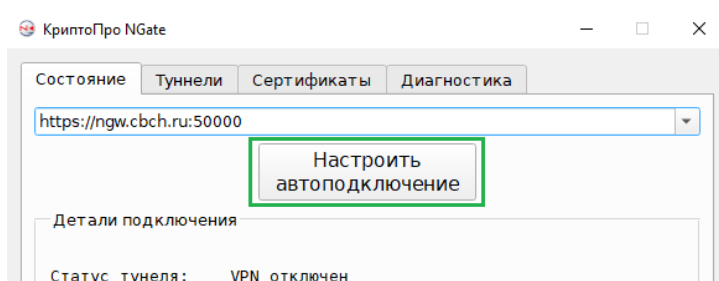 КриптоПро NGate
Состояние Туннели Сертификаты Диагностика
https://ngw.cbch.ru:50000
Настроить
автоподключение
Детали подключения
Статус тунеля: VPN отключен